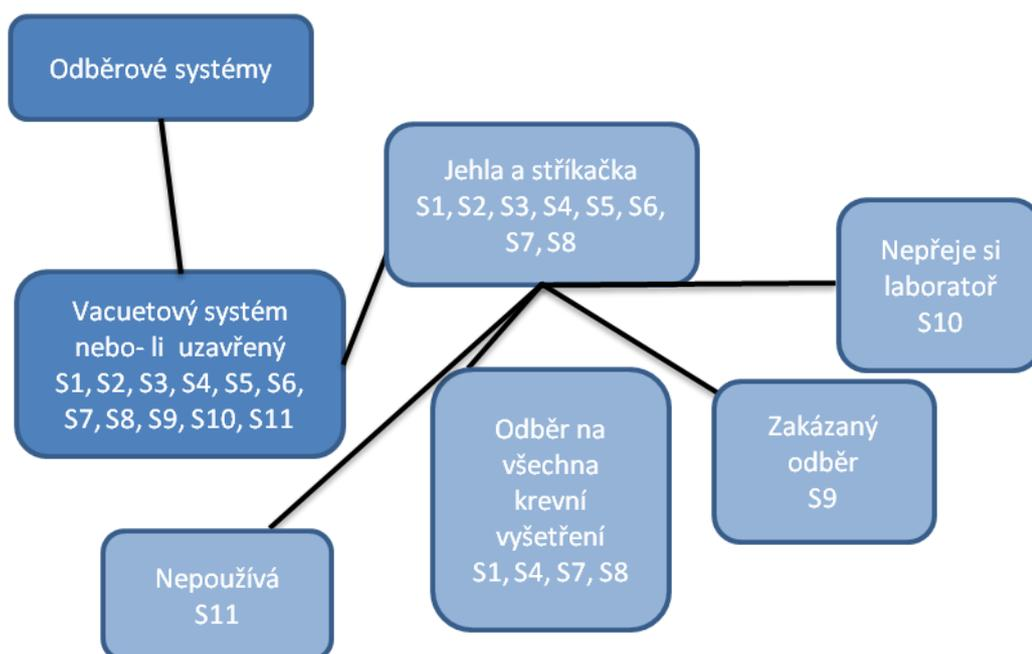 Odběrové systémy
Jehla a stříkačka
S1, S2, S3, S4, S5, S6,
S7, S8
Nepřeje si
laboratoř
S10
Vacuetový systém
nebo- li  uzavřený
S1, S2, S3, S4, S5, S6,
S7, S8, S9, S10, S11
Odběr na
všechna
krevní
vyšetření
S1, S4, S7, S8
Zakázaný
odběr
S9
Nepoužívá
S11